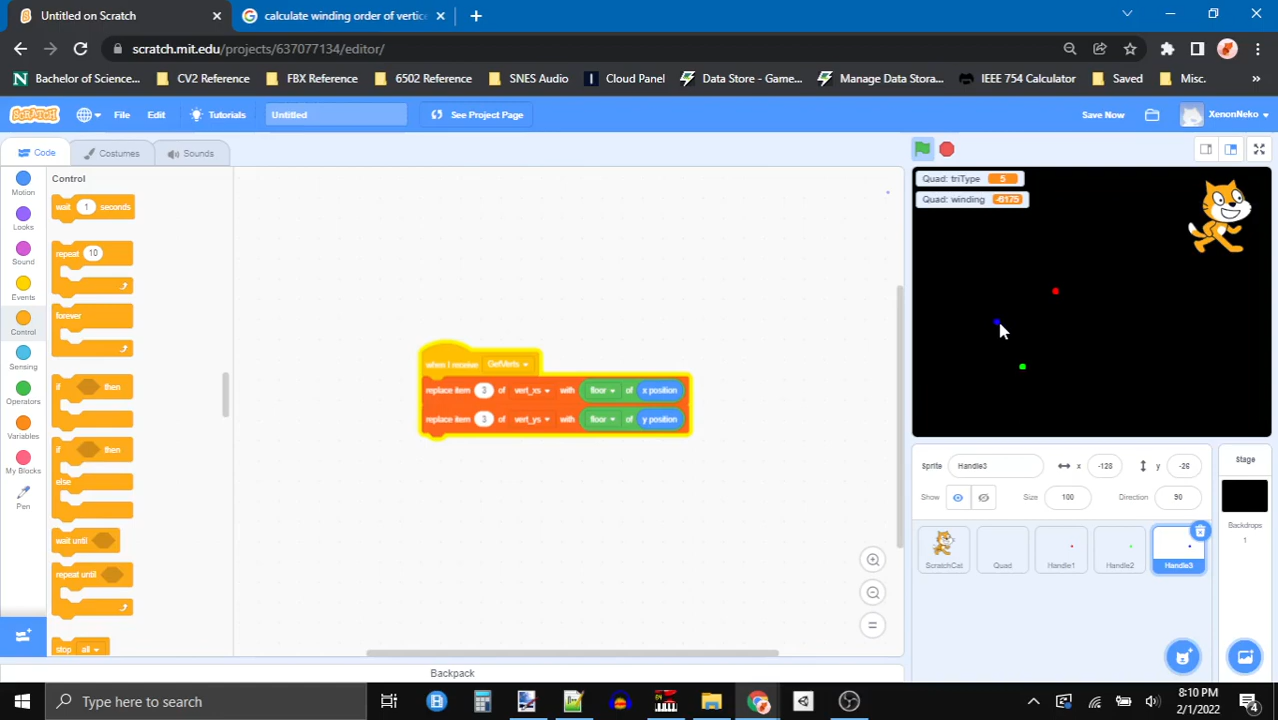 Untitled on Scratch
calculate winding order of vertice
scratch.mit.edu/projects/637077134/editor/
Bachelor of Science...
CV2 Reference
FBX Reference
6502 Reference
SNES Audio
Cloud Panel
Data Store - Game...
Manage Data Stora...
IEEE 754 Calculator
Saved
Misc.
»
SCRATCH
File
Edit
Tutorials
Untitled
See Project Page
Save Now
XenonNeko
Code
Costumes
Sounds
Motion
Looks
Sound
Events
Control
Sensing
Operators
Variables
My Blocks
Pen
Control
wait 1 seconds
repeat 10
forever
if then
if then
else
wait until
repeat until
stop all
when I receive GetVerts
replace item 3 of vert_xs with floor of x position
replace item 3 of vert_ys with floor of y position
Quad: triType 5
Quad: winding -6175
Sprite Handle3 x -128 y -26
Show Size 100 Direction 90
ScratchCat
Quad
Handle1
Handle2
Handle3
Stage
Backdrops
1
Backpack
Type here to search
8:10 PM
2/1/2022
4